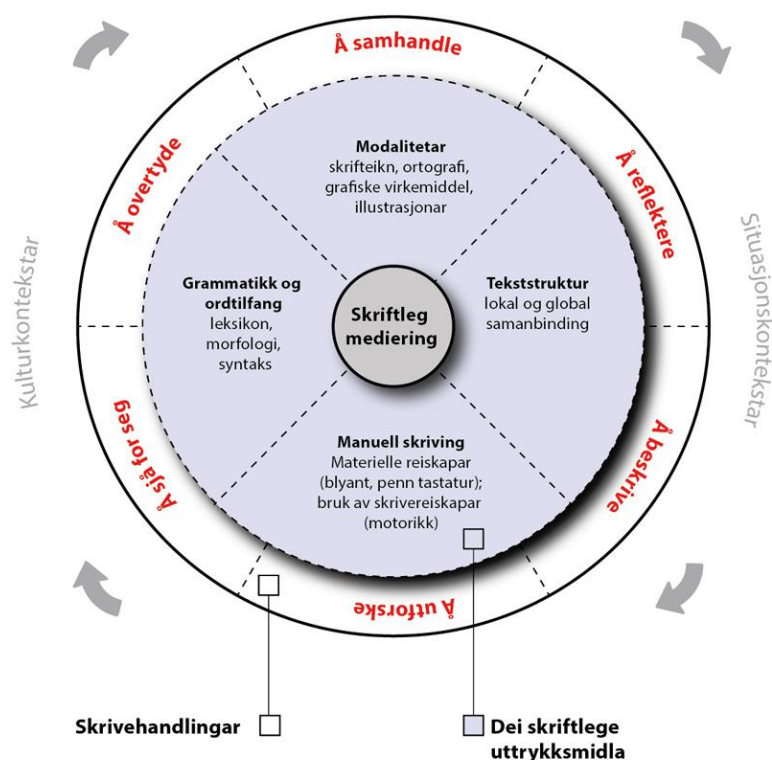 Å samhandle
Å overtyde
Å reflektere
Modalitetar
skrifteikn, ortografi,
grafiske virkemiddel,
illustrasjonar
Kulturkontekstar
Situasjonskontekstar
Grammatikk og
ordtilfang
leksikon,
morfologi,
syntaks
Skriftleg
mediering
Tekststruktur
lokal og global
samanbinding
Manuell skriving
Materielle reiskapar
(blyant, penn tastatur);
bruk av skrivereiskapar
(motorikk)
Å sjå for seg
Å beskrive
Å utforske
Skrivehandlingar
Dei skriftlege
uttrykksmidla